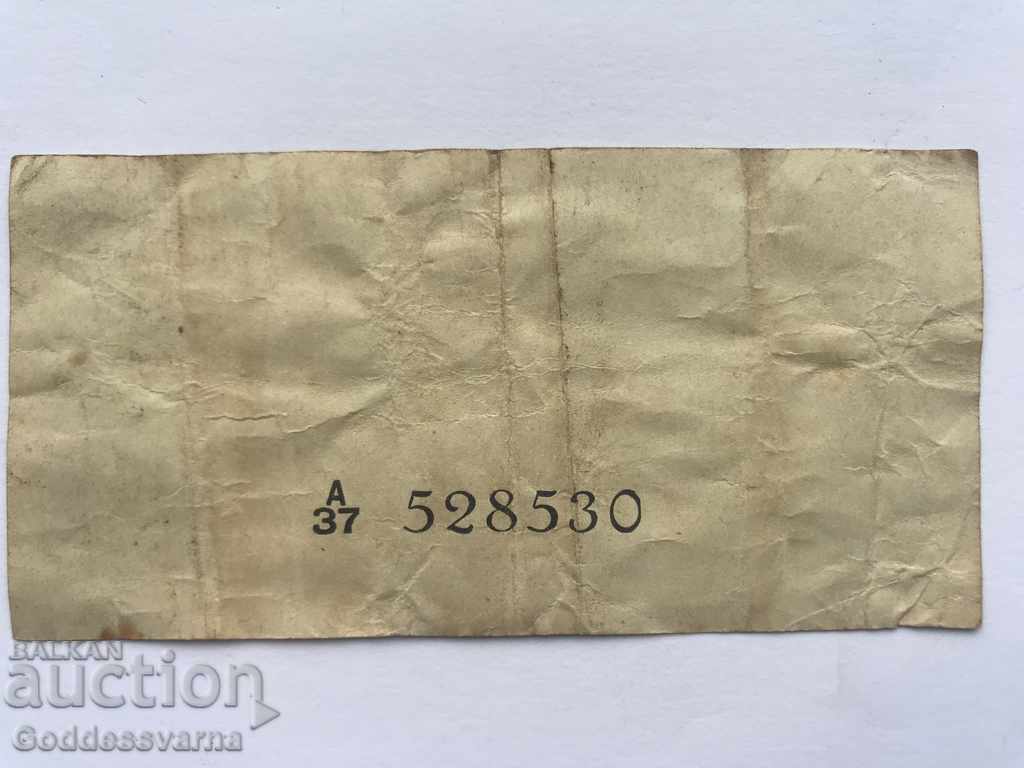 A
37 528530
BALKAN
auction
Goddessvarna